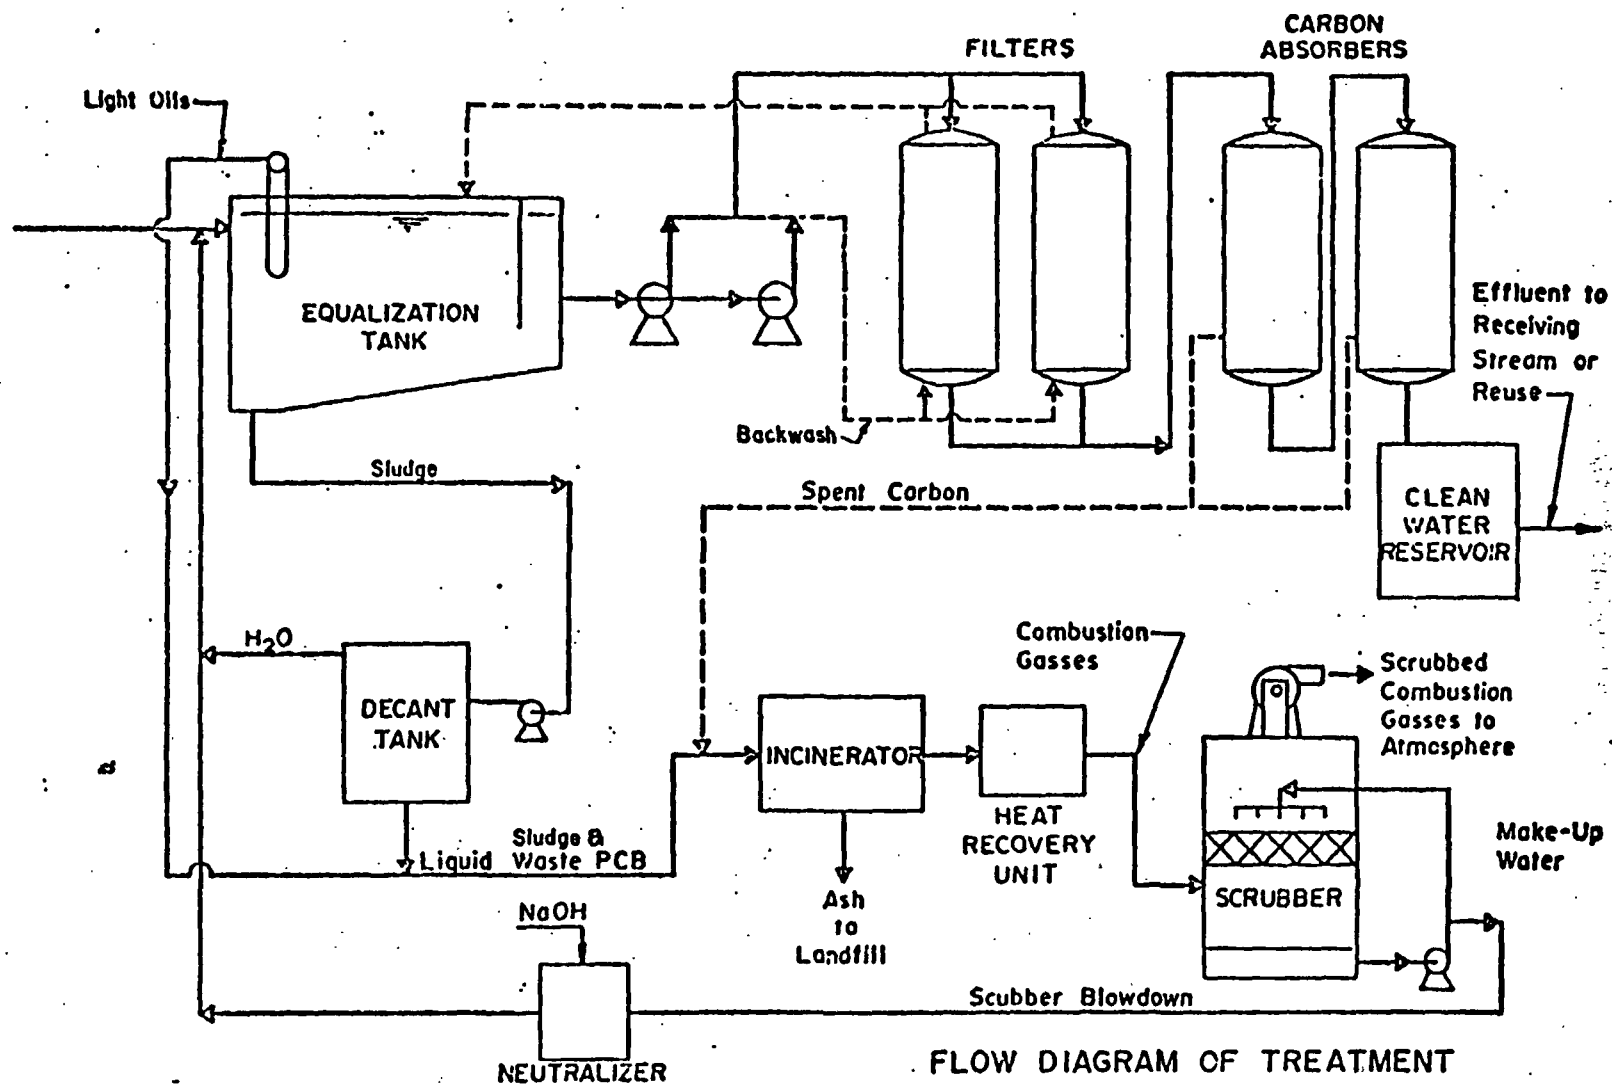 FILTERS
CARBON
ABSORBERS
Light Oils
EQUALIZATION
TANK
Effluent to
Receiving
Stream or
Reuse
Backwash
Sludge
Spent Carbon
CLEAN
WATER
RESERVOIR
H2O
DECANT
TANK
Combustion
Gasses
Scrubbed
Combustion
Gasses to
Atmosphere
INCINERATOR
HEAT
RECOVERY
UNIT
Sludge &
Liquid Waste PCB
Make-Up
Water
SCRUBBER
Ash
to
Landfill
NaOH
Scubber Blowdown
NEUTRALIZER
FLOW DIAGRAM OF TREATMENT